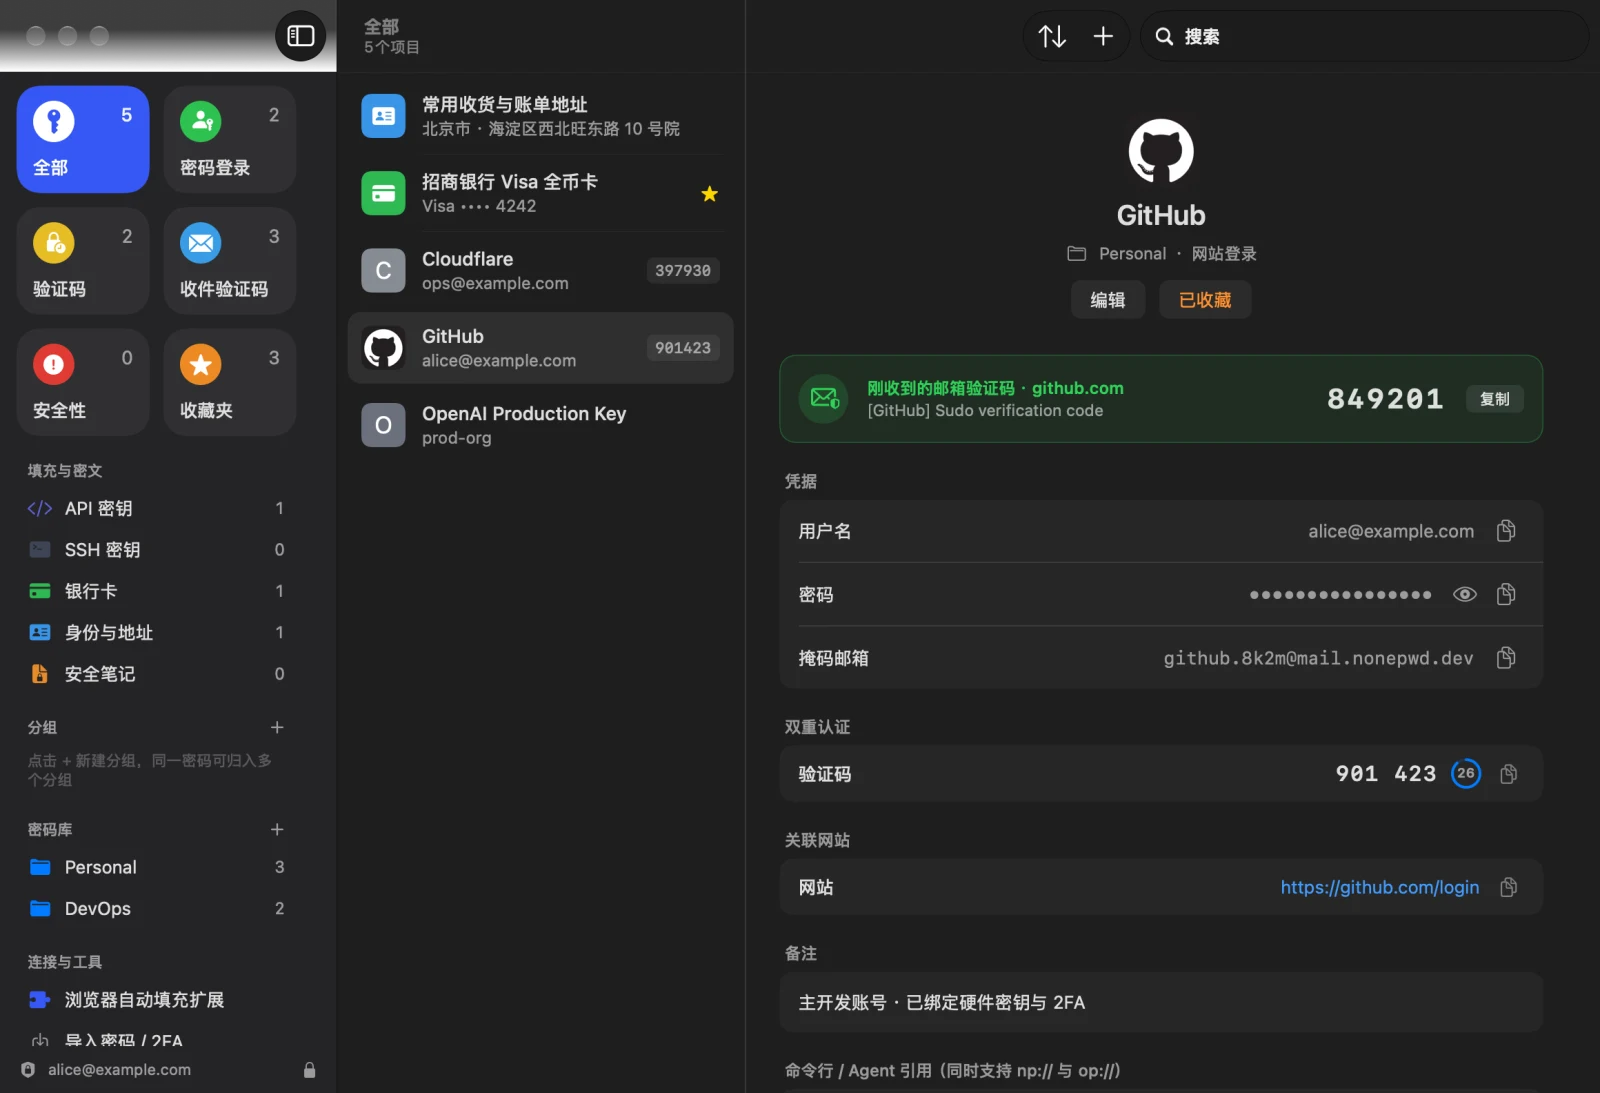 全部
5
密码登录
2
验证码
2
收件验证码
3
安全性
0
收藏夹
3
填充与密文
API 密钥 1
SSH 密钥 0
银行卡 1
身份与地址 1
安全笔记 0
分组 +
点击 + 新建分组，同一密码可归入多
个分组
密码库 +
Personal 3
DevOps 2
连接与工具
浏览器自动填充扩展
导入密码 / 2FA
alice@example.com
全部
5个项目
常用收货与账单地址
北京市 · 海淀区西北旺东路 10 号院
招商银行 Visa 全币卡
Visa •••• 4242
Cloudflare
ops@example.com
397930
GitHub
alice@example.com
901423
OpenAI Production Key
prod-org
C
O
搜索
GitHub
Personal · 网站登录
编辑 已收藏
刚收到的邮箱验证码 · github.com
[GitHub] Sudo verification code
849201 复制
凭据
用户名 alice@example.com
密码 ••••••••••••••••
掩码邮箱 github.8k2m@mail.nonepwd.dev
双重认证
验证码 901 423 26
关联网站
网站 https://github.com/login
备注
主开发账号 · 已绑定硬件密钥与 2FA
命令行 / Agent 引用（同时支持 np:// 与 op://）